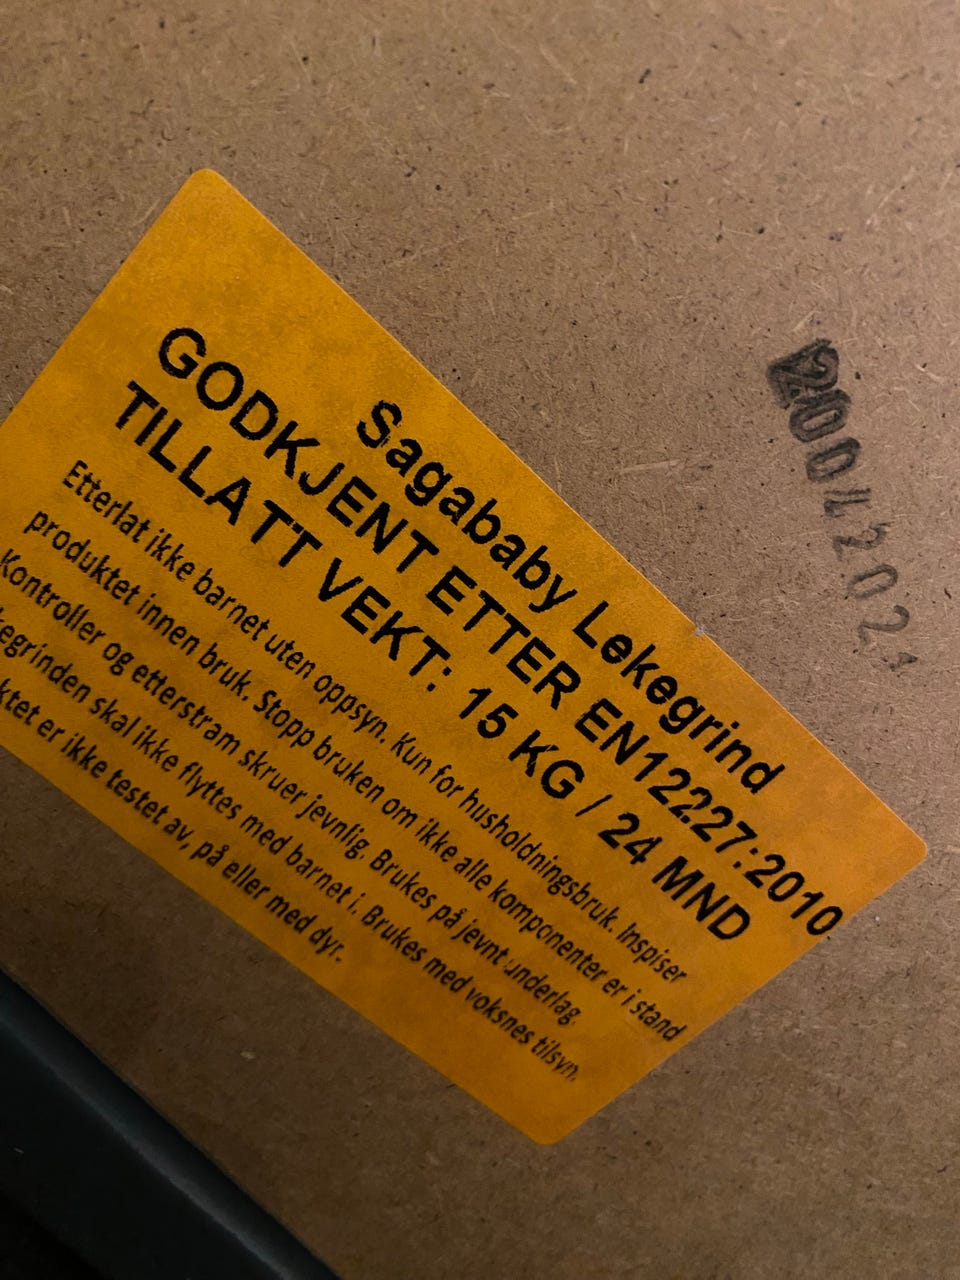 Sagababy Lekegrind
GODKJENT ETTER EN12227:2010
TILLATT VEKT: 15 KG / 24 MND
Etterlat ikke barnet uten oppsyn. Kun for husholdningsbruk. Inspiser
produktet innen bruk. Stopp bruken om ikke alle komponenter er i stand
Kontroller og etterstram skruer jevnlig. Brukes på jevnt underlag.
egrinden skal ikke flyttes med barnet i. Brukes med voksnes tilsyn.
ktet er ikke testet av, på eller med dyr.